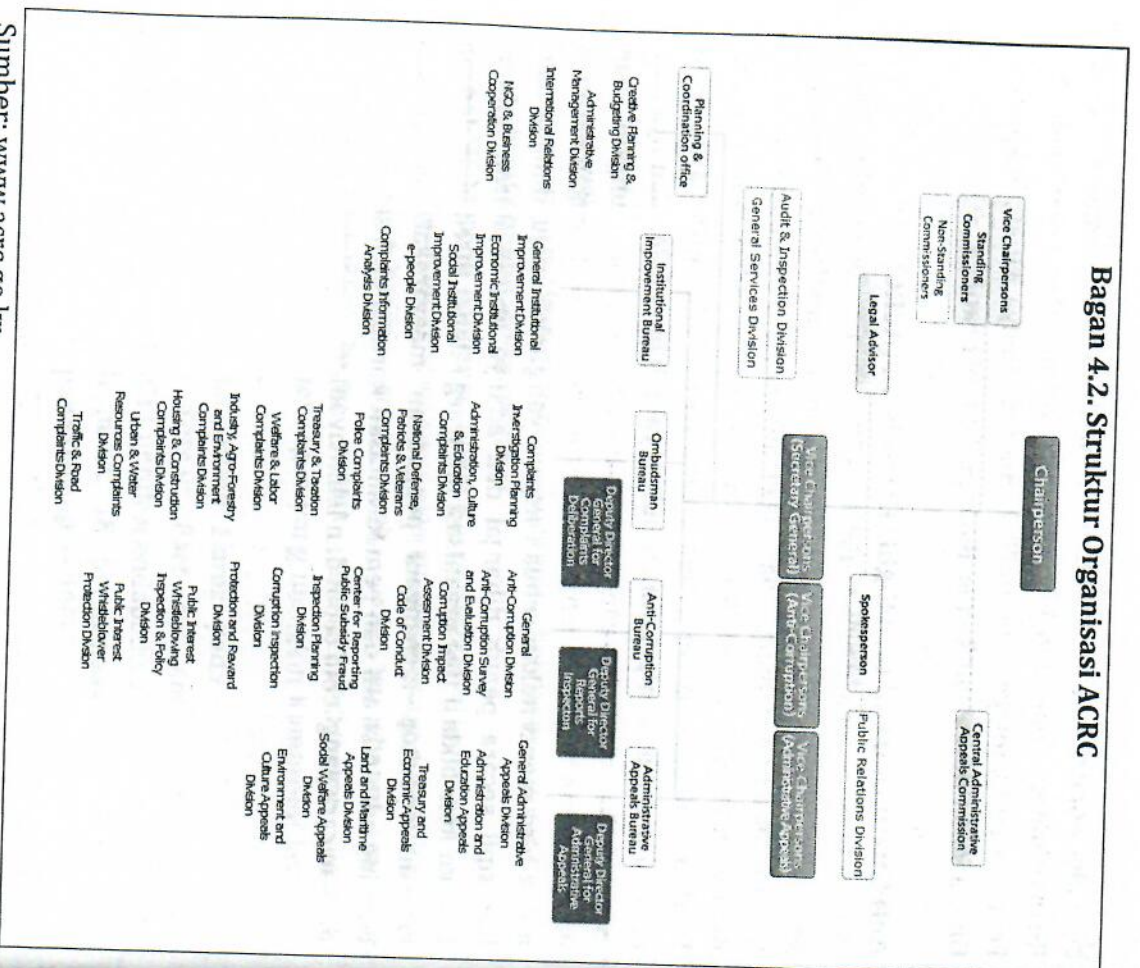 Bagan 4.2.. Struktur Organisasi ACRC
Chairperson
Vice Chairpersons
Standing
Commissioners
Non-Standing
Commissioners
Central Administrative
Appeals Commission
Legal Advisor
Spokesperson
Public Relations Division
Audit & Inspection Division
General Services Division
Vice Chairpersons
(Secretary General)
Vice Chairpersons
(Anti-Corruption)
Vice Chairpersons
(Administrative Appeals)
Planning &
Coordination office
Creative Planning &
Budgeting Division
Administrative
Management Division
International Relations
Division
NGO & Business
Cooperation Division
Institutional
Improvement Bureau
General Institutional
Improvement Division
Economic Institutional
Improvement Division
Social Institutional
Improvement Division
e-people Division
Complaints Information
Analysis Division
Ombudsman
Bureau
Deputy Director
General for
Complaints
Deliberation
Complaints
Inverstigation Planning
Division
Administration, Culture
& Education
Complaints Division
National Defense,
Patriots & Veterans
Complaints Division
Police Complaints
Division
Treasury & Taxation
Complaints Division
Welfare & Labor
Complaints Division
Industry, Agro-Forestry
and Environment
Complaints Division
Housing & Construction
Complaints Division
Urban & Water
Resources Complaints
Division
Traffic & Road
Complaints Division
Anti-Corruption
Bureau
Deputy Director
General for
Reports
Inspecton
General
Anti-Corruption Division
Anti-Corruption Survey
and Evaluation Division
Corruption Impact
Assesment Division
Code of Conduct
Division
Center for Reporting
Public Subsidy Fraud
Inspection Planning
Division
Corruption Inspection
Division
Protection and Reward
Division
Public Interest
Whistleblowing
Inspection & Policy
Division
Public Interest
Whistleblower
Protection Division
Administrative
Appeals Bureau
Deputy Director
General for
Administrative
Appeals
General Administrative
Appeals Division
Administration and
Education Appeals
Division
Treasury and
Economic Appeals
Division
Land and Maritime
Appeals Division
Social Welfare Appeals
Division
Environment and
Culture Appeals
Division
Sumber: